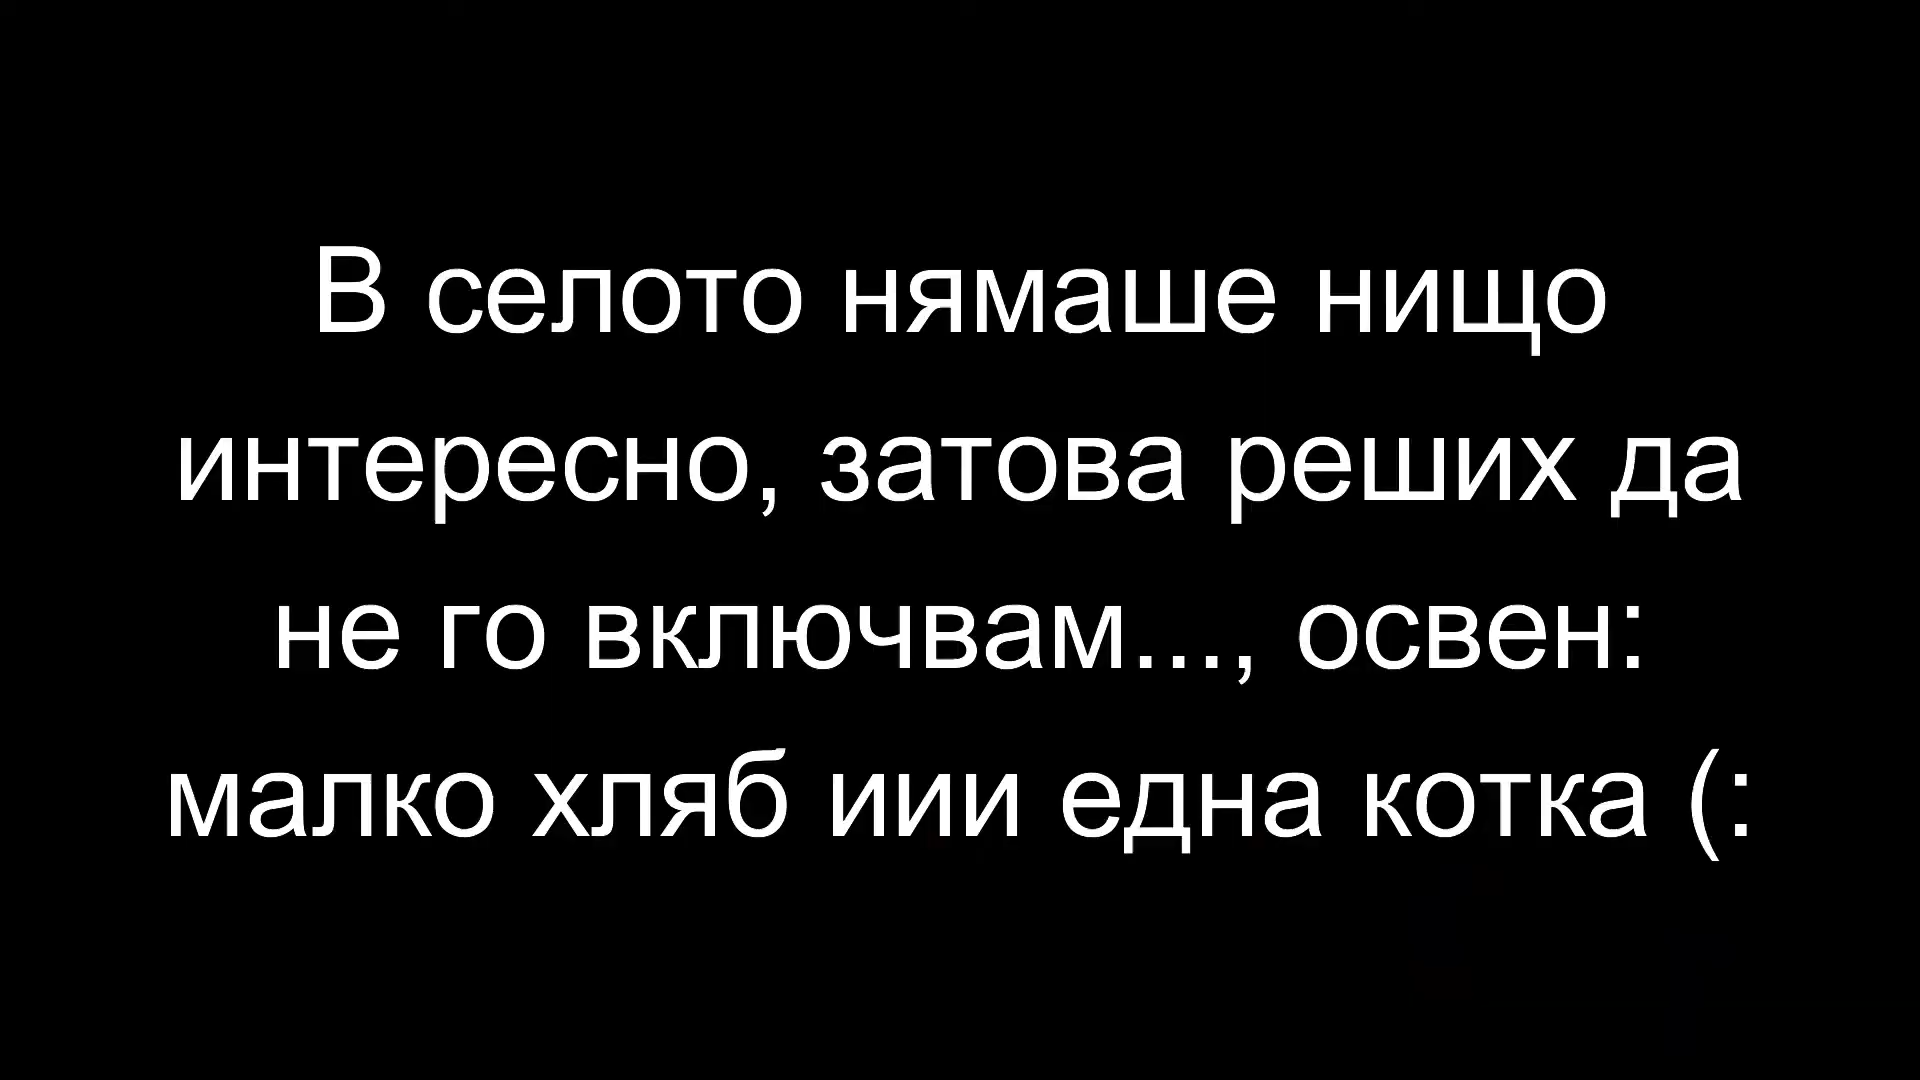 В селото нямаше нищо
интересно, затова реших да
не го включвам..., освен:
малко хляб иии една котка (: